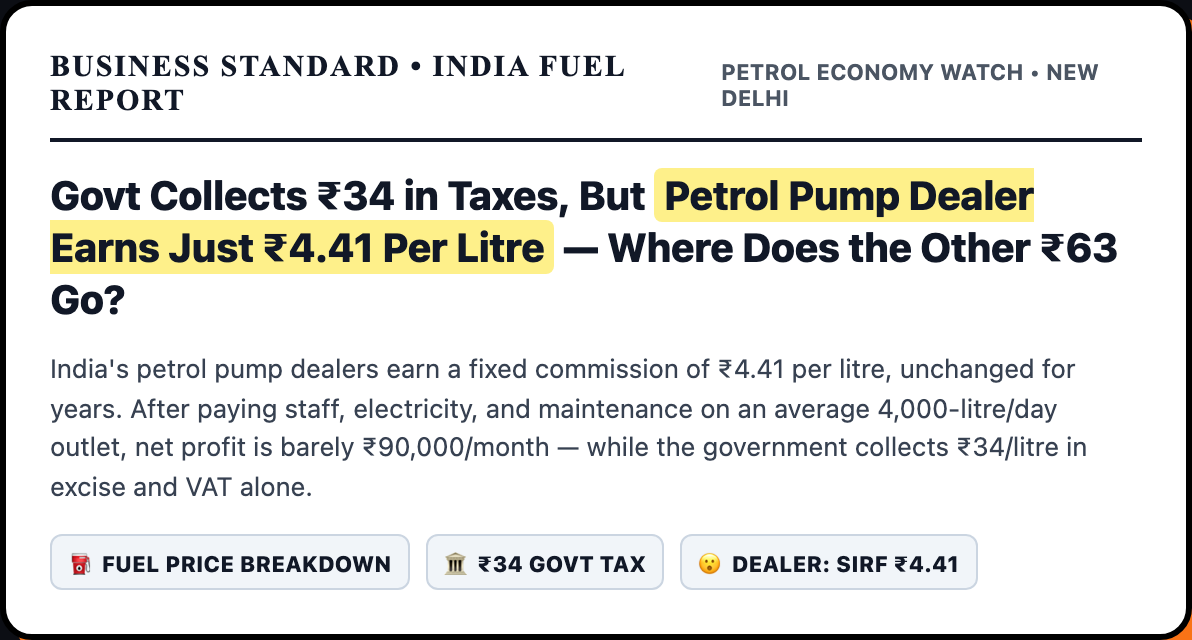 BUSINESS STANDARD • INDIA FUEL
REPORT
PETROL ECONOMY WATCH • NEW
DELHI
Govt Collects ₹34 in Taxes, But Petrol Pump Dealer
Earns Just ₹4.41 Per Litre — Where Does the Other ₹63
Go?
India's petrol pump dealers earn a fixed commission of ₹4.41 per litre, unchanged for
years. After paying staff, electricity, and maintenance on an average 4,000-litre/day
outlet, net profit is barely ₹90,000/month — while the government collects ₹34/litre in
excise and VAT alone.
⛽ FUEL PRICE BREAKDOWN
🏛️ ₹34 GOVT TAX
😮 DEALER: SIRF ₹4.41